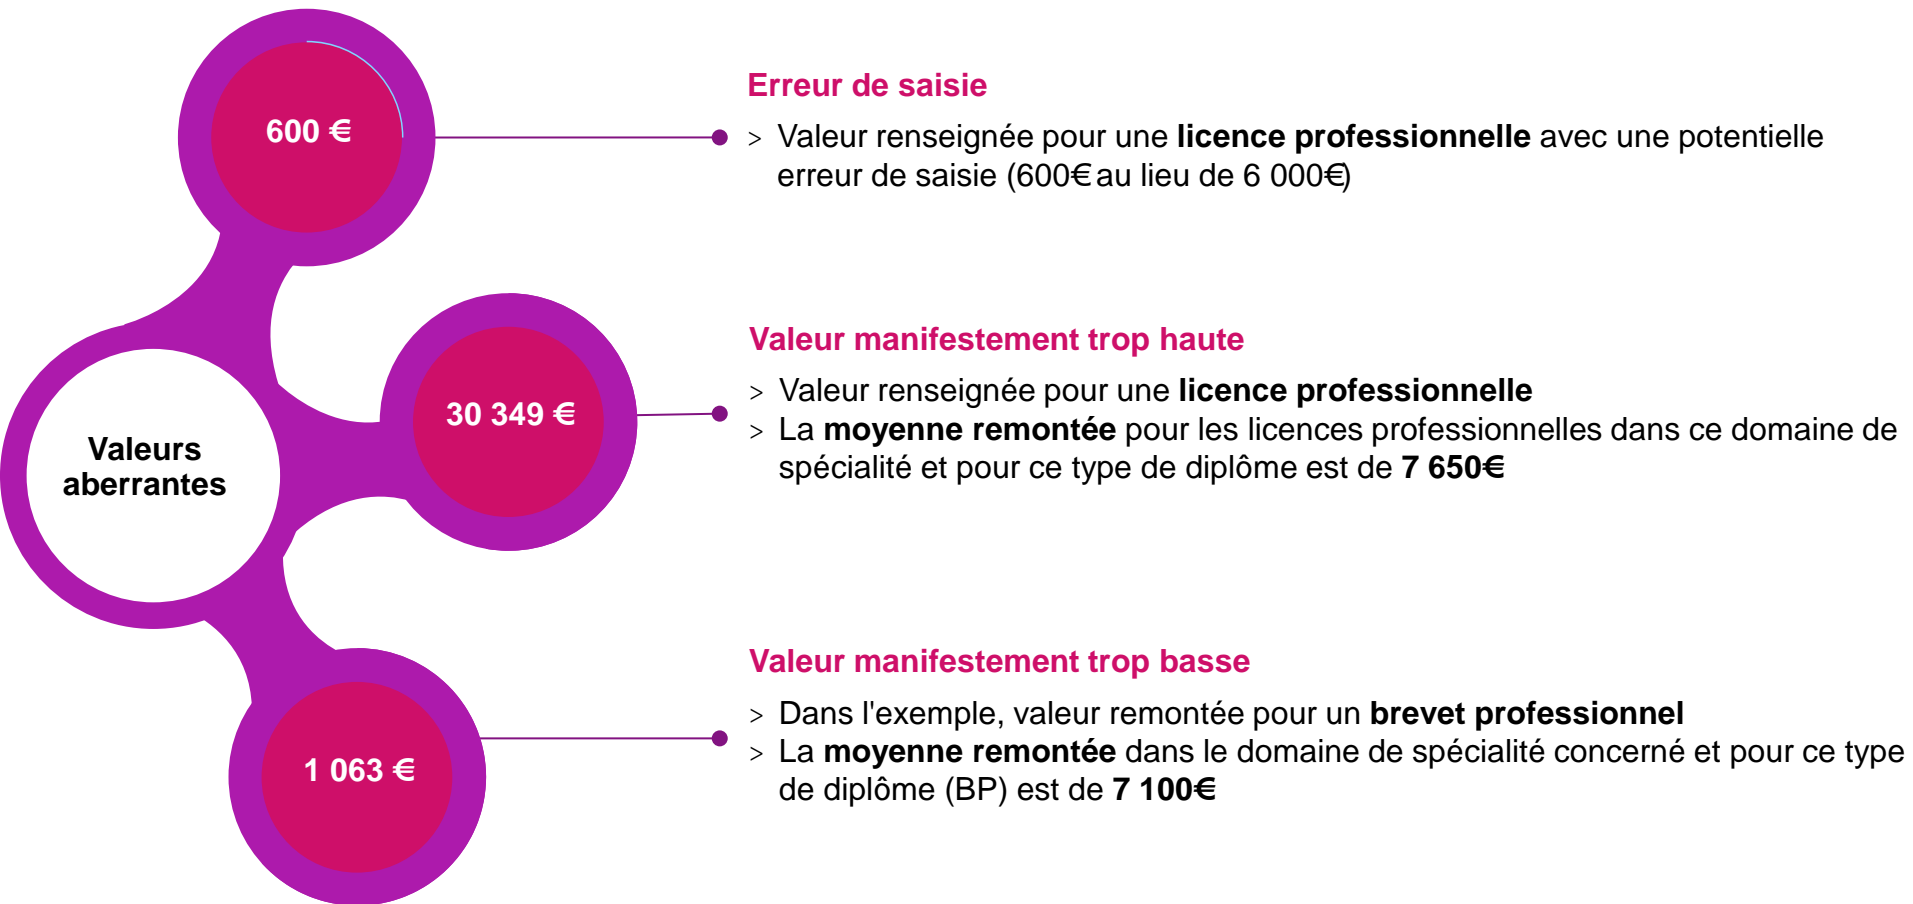 Valeurs
aberrantes
600 €
Erreur de saisie
> Valeur renseignée pour une licence professionnelle avec une potentielle
erreur de saisie (600€ au lieu de 6 000€)
30 349 €
Valeur manifestement trop haute
> Valeur renseignée pour une licence professionnelle
> La moyenne remontée pour les licences professionnelles dans ce domaine de
spécialité et pour ce type de diplôme est de 7 650€
1 063 €
Valeur manifestement trop basse
> Dans l'exemple, valeur remontée pour un brevet professionnel
> La moyenne remontée dans le domaine de spécialité concerné et pour ce type
de diplôme (BP) est de 7 100€